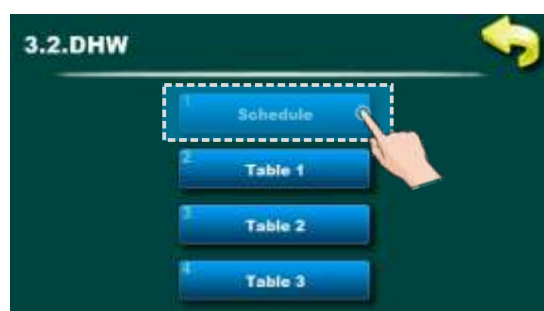 3.2.DHW
1 Schedule
2 Table 1
3 Table 2
4 Table 3